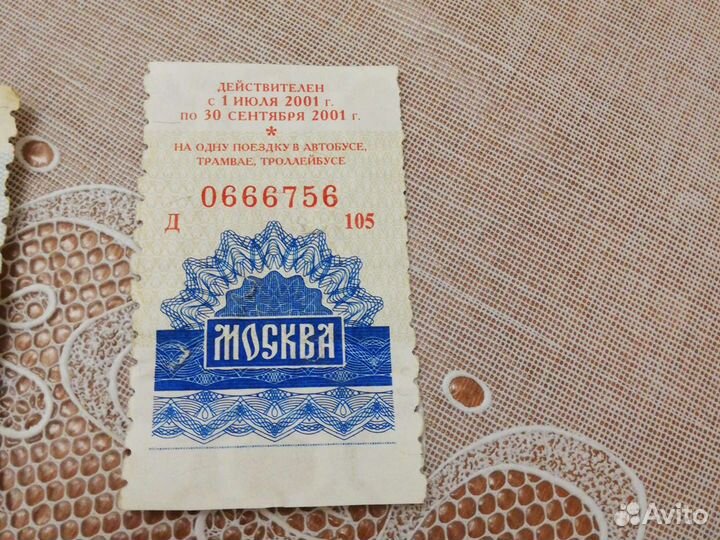 ДЕЙСТВИТЕЛЕН
с 1 ИЮЛЯ 2001 г.
по 30 СЕНТЯБРЯ 2001 г.
*
НА ОДНУ ПОЕЗДКУ В АВТОБУСЕ,
ТРАМВАЕ, ТРОЛЛЕЙБУСЕ
0666756
Д 105
МОСКВА
Avito